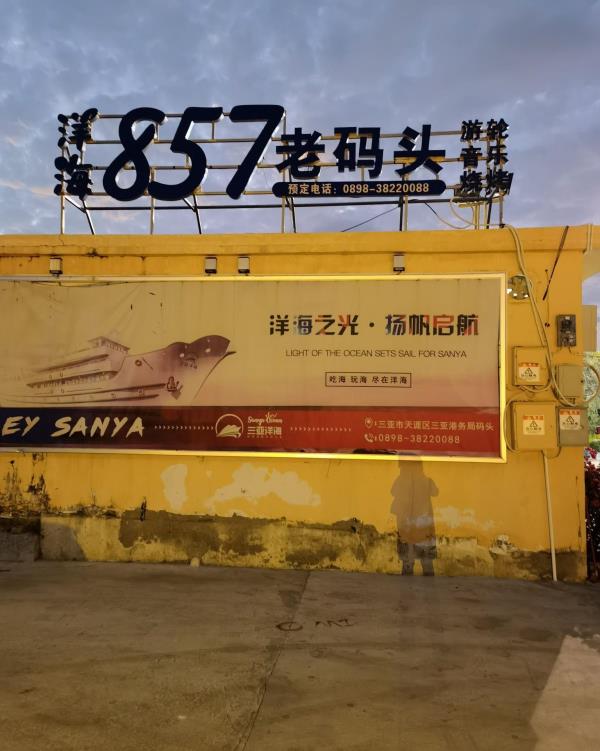 洋海
857
老码头
预定电话：0898-38220088
游轮
音乐
烧烤
洋海之光·扬帆启航
LIGHT OF THE OCEAN SETS SAIL FOR SANYA
吃海 玩海 尽在洋海
EY SANYA
Sanya Ocean
三亚洋海
三亚市天涯区三亚港务局码头
0898-38220088